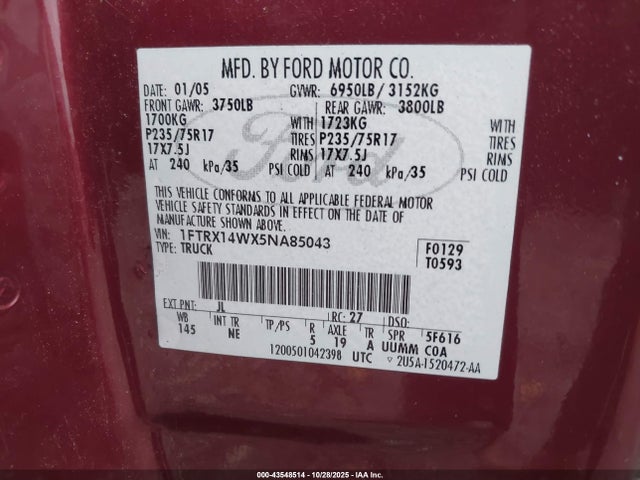 MFD. BY FORD MOTOR CO.
DATE: 01/05 GVWR: 6950LB / 3152KG
FRONT GAWR: 3750LB REAR GAWR: 3800LB
1700KG WITH 1723KG WITH
P235/75R17 TIRES P235/75R17 TIRES
17X7.5J RIMS 17X7.5J RIMS
AT 240 kPa/35 PSI COLD AT 240 kPa/35 PSI COLD
THIS VEHICLE CONFORMS TO ALL APPLICABLE FEDERAL MOTOR
VEHICLE SAFETY STANDARDS IN EFFECT ON THE DATE OF
MANUFACTURE SHOWN ABOVE.
VIN: 1FTRX14WX5NA85043 F0129
TYPE: TRUCK T0593
Ford
EXT PNT: JL RC: 27 DSO:
WB INT TR TP/PS R AXLE TR SPR 5F616
145 NE 5 19 A UUMM COA
1200501042398 UTC ▽ 2U5A-1520472-AA
000-43548514 - 10/28/2025 - IAA Inc.